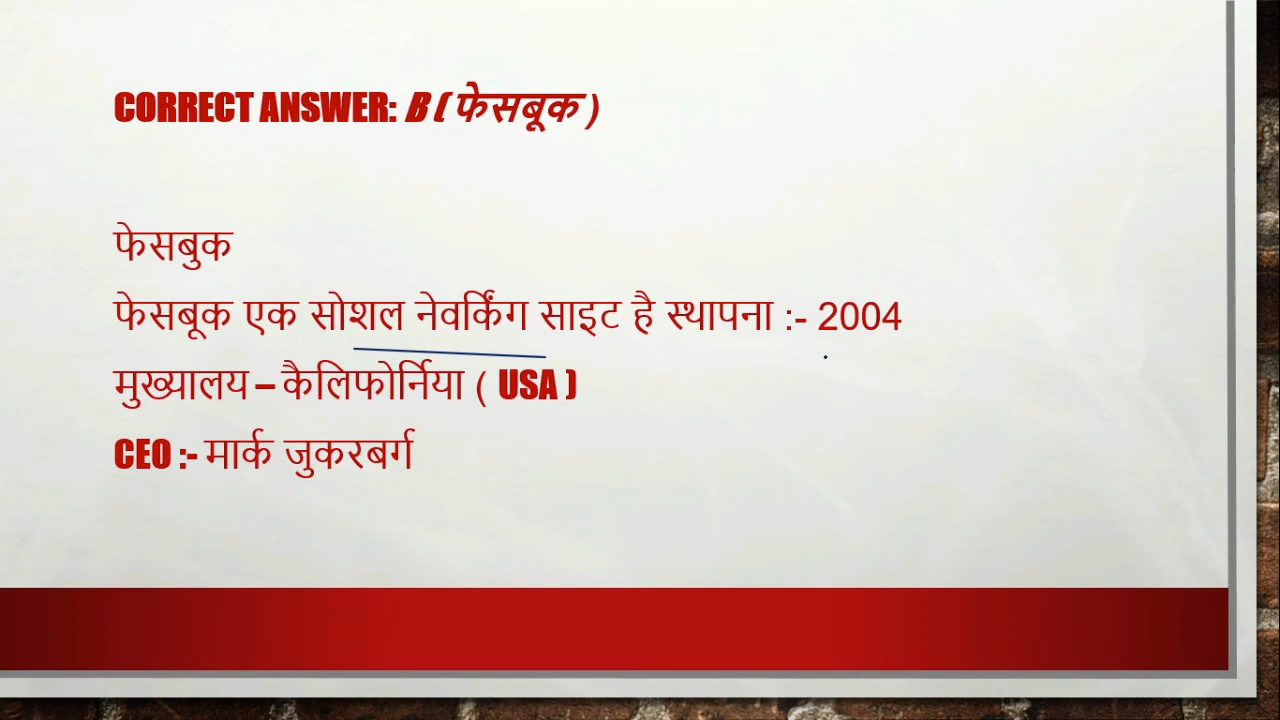 CORRECT ANSWER: B ( फेसबूक )
फेसबुक
फेसबूक एक सोशल नेवर्किंग साइट है स्थापना :- 2004
मुख्यालय – कैलिफोर्निया ( USA )
CEO :- मार्क जुकरबर्ग